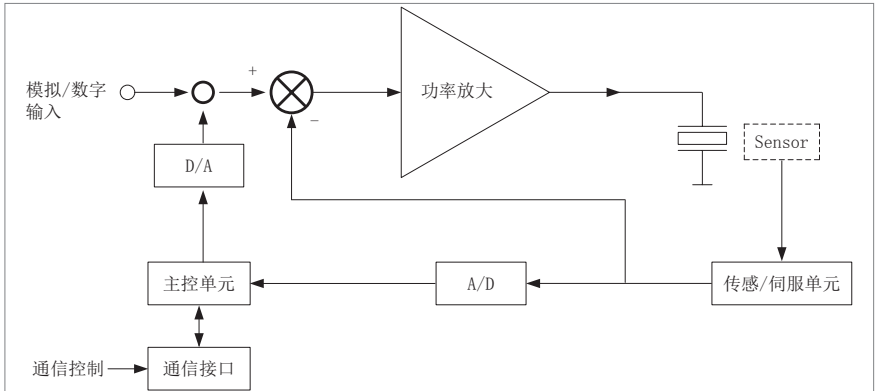 模拟/数字
输入
+
−
功率放大
Sensor
D/A
主控单元
A/D
传感/伺服单元
通信控制
通信接口